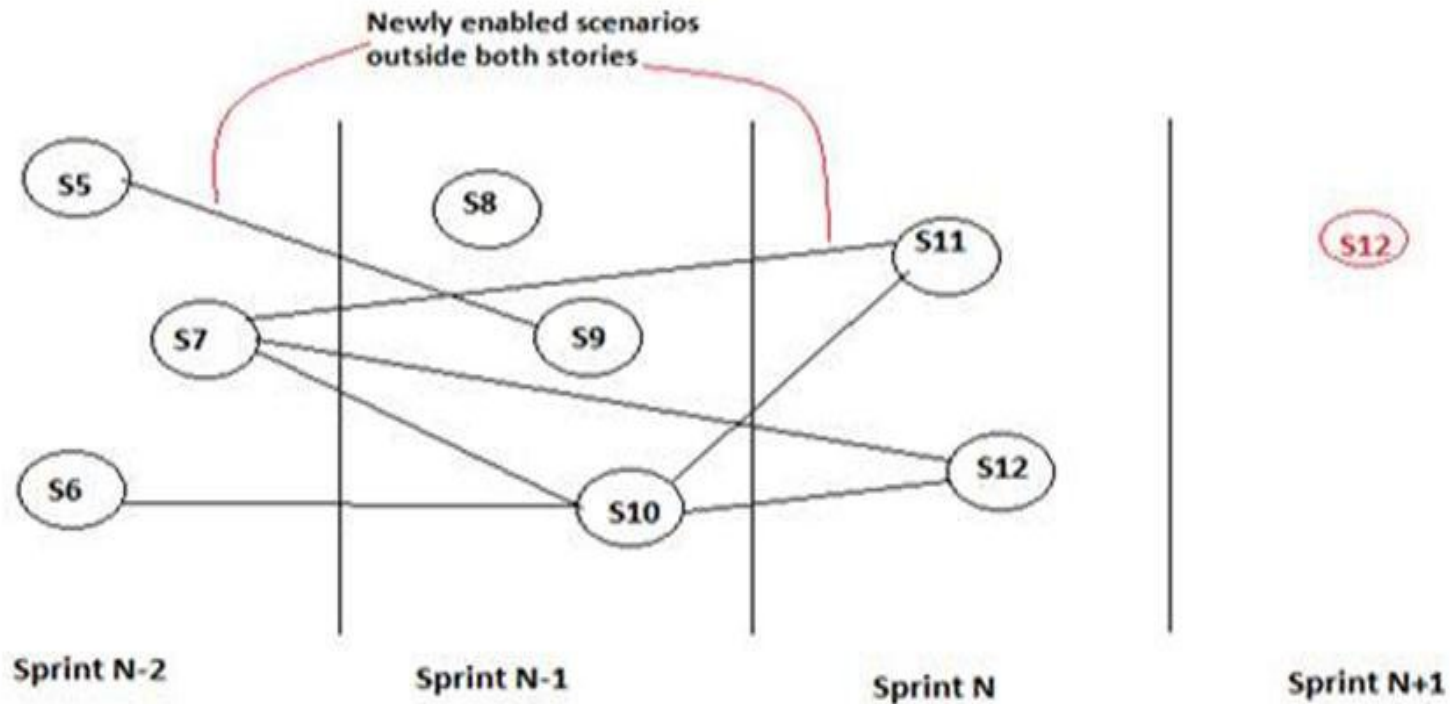 Newly enabled scenarios
outside both stories
S5
S8
S11
S12
S7
S9
S6
S10
S12
Sprint N-2
Sprint N-1
Sprint N
Sprint N+1